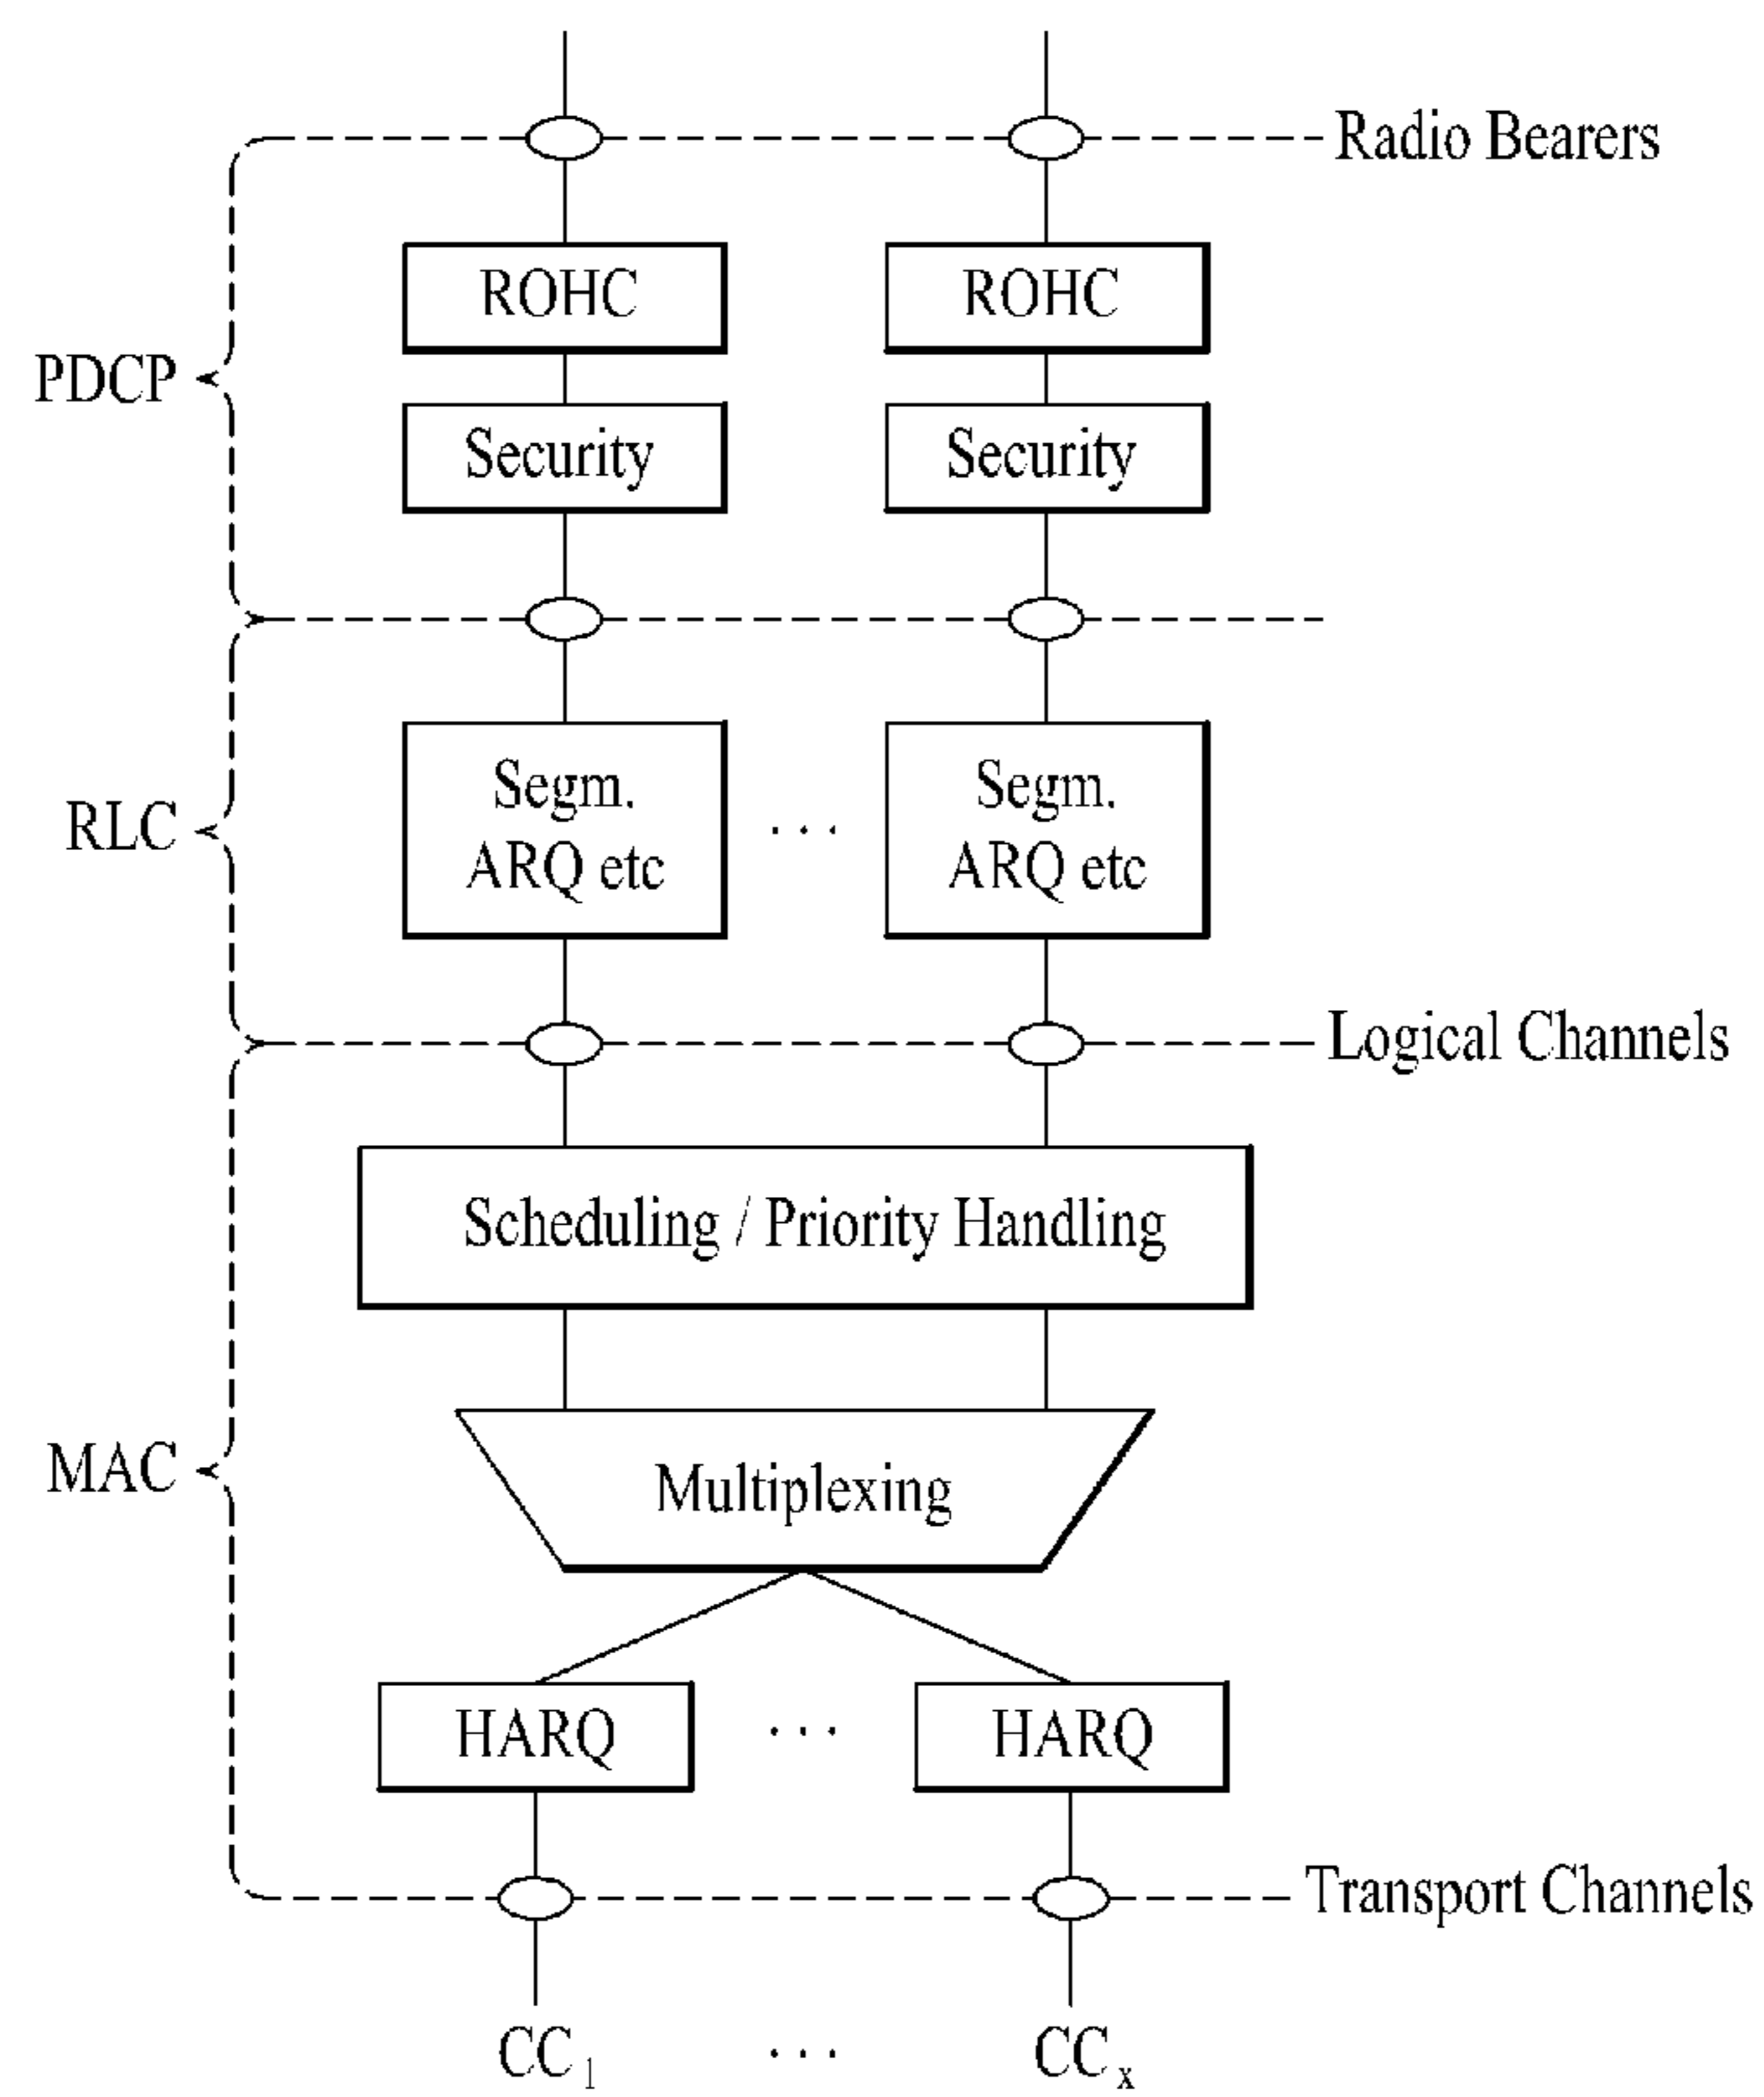 Radio Bearers
ROHC
ROHC
PDCP
Security
Security
Segm.
ARQ etc
RLC
...
Segm.
ARQ etc
Logical Channels
Scheduling / Priority Handling
MAC
Multiplexing
HARQ
...
HARQ
Transport Channels
CC1
...
CCx